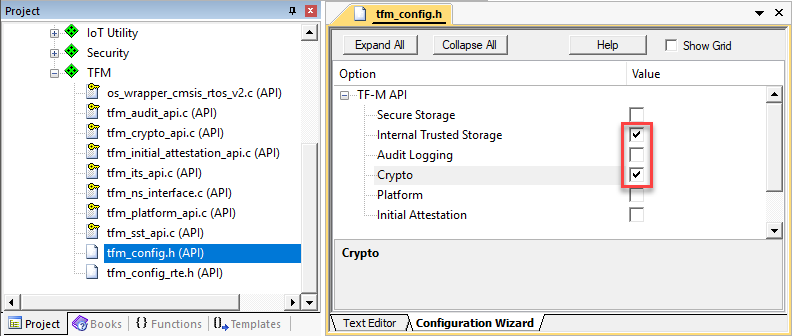 Project
IoT Utility
Security
TFM
os_wrapper_cmsis_rtos_v2.c (API)
tfm_audit_api.c (API)
tfm_crypto_api.c (API)
tfm_initial_attestation_api.c (API)
tfm_its_api.c (API)
tfm_ns_interface.c (API)
tfm_platform_api.c (API)
tfm_sst_api.c (API)
tfm_config.h (API)
tfm_config_rte.h (API)
Project Books {} Functions Templates
tfm_config.h
Expand All Collapse All Help Show Grid
Option Value
TF-M API
Secure Storage
Internal Trusted Storage
Audit Logging
Crypto
Platform
Initial Attestation
Crypto
Text Editor Configuration Wizard